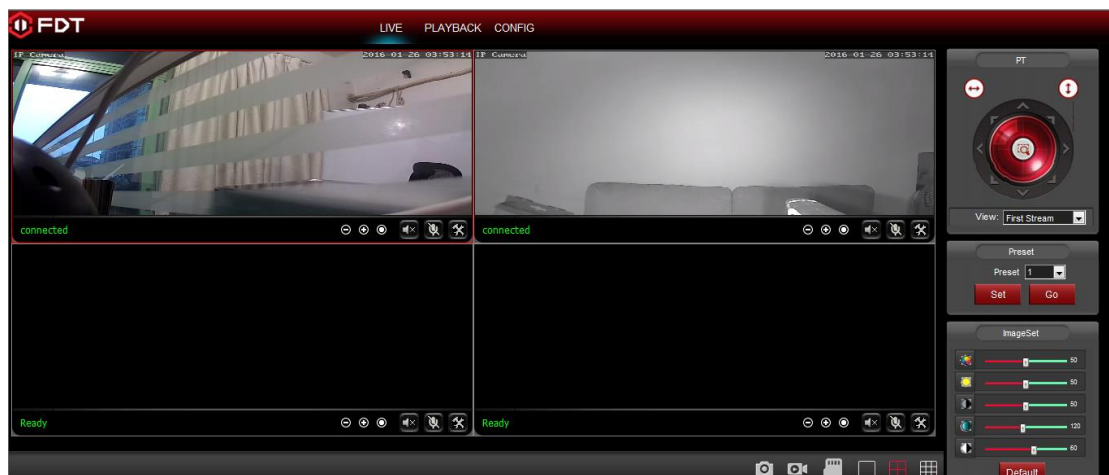 FDT
LIVE PLAYBACK CONFIG
IP Camera 2016-01-26 03:53:14
IP Camera 2016-01-26 03:53:14
connected
connected
Ready
Ready
PT
View: First Stream
Preset
Preset 1
Set Go
ImageSet
50
50
50
120
60
Default